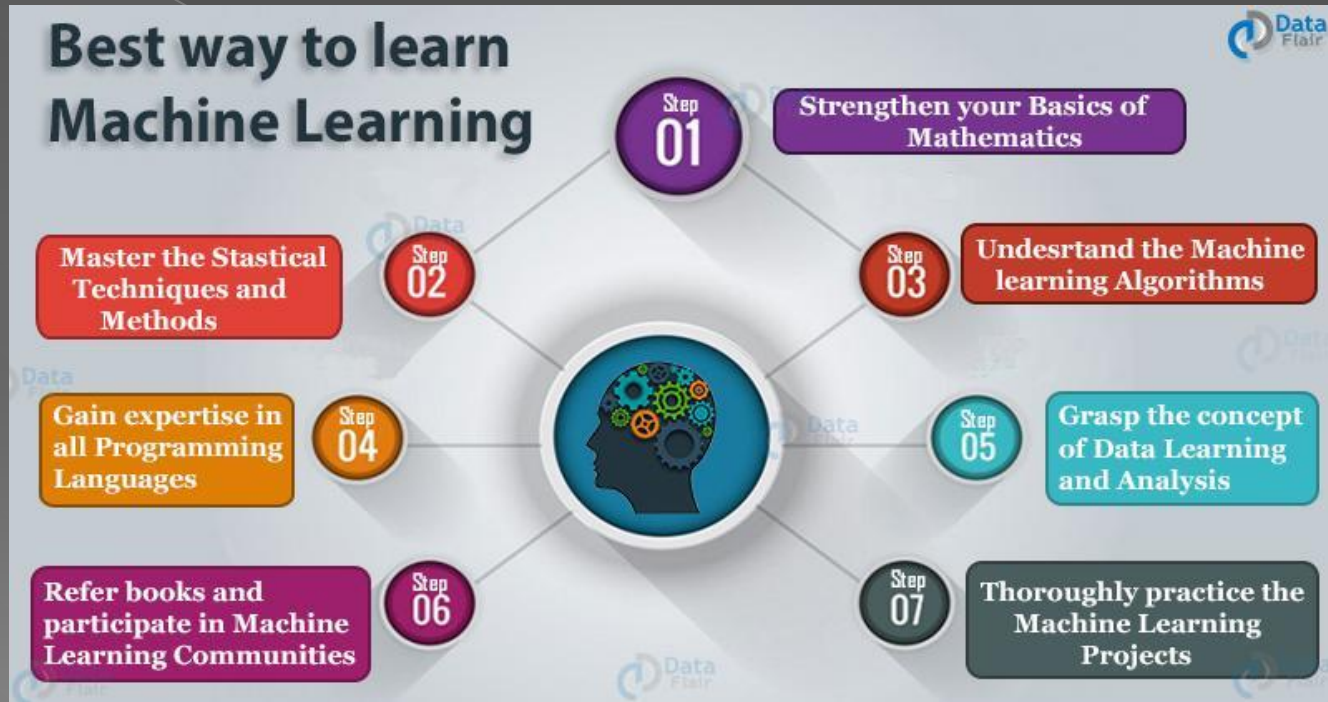 Best way to learn
Machine Learning
Data
Flair
Step
01
Strengthen your Basics of
Mathematics
Step
02
Master the Stastical
Techniques and
Methods
Step
03
Undesrtand the Machine
learning Algorithms
Step
04
Gain expertise in
all Programming
Languages
Step
05
Grasp the concept
of Data Learning
and Analysis
Step
06
Refer books and
participate in Machine
Learning Communities
Step
07
Thoroughly practice the
Machine Learning
Projects
Data
Flair